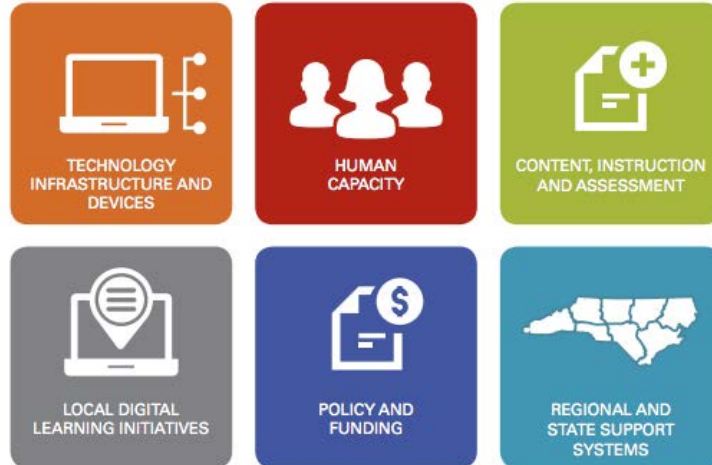 TECHNOLOGY
INFRASTRUCTURE AND
DEVICES
HUMAN
CAPACITY
CONTENT, INSTRUCTION
AND ASSESSMENT
LOCAL DIGITAL
LEARNING INITIATIVES
$
POLICY AND
FUNDING
REGIONAL AND
STATE SUPPORT
SYSTEMS